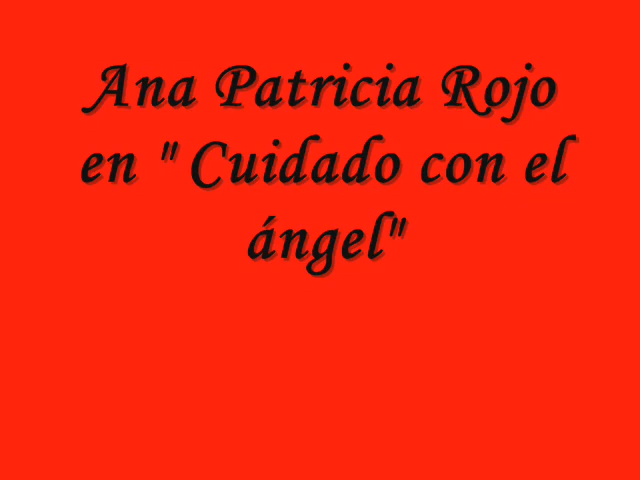 Ana Patricia Rojo
en " Cuidado con el
ángel"